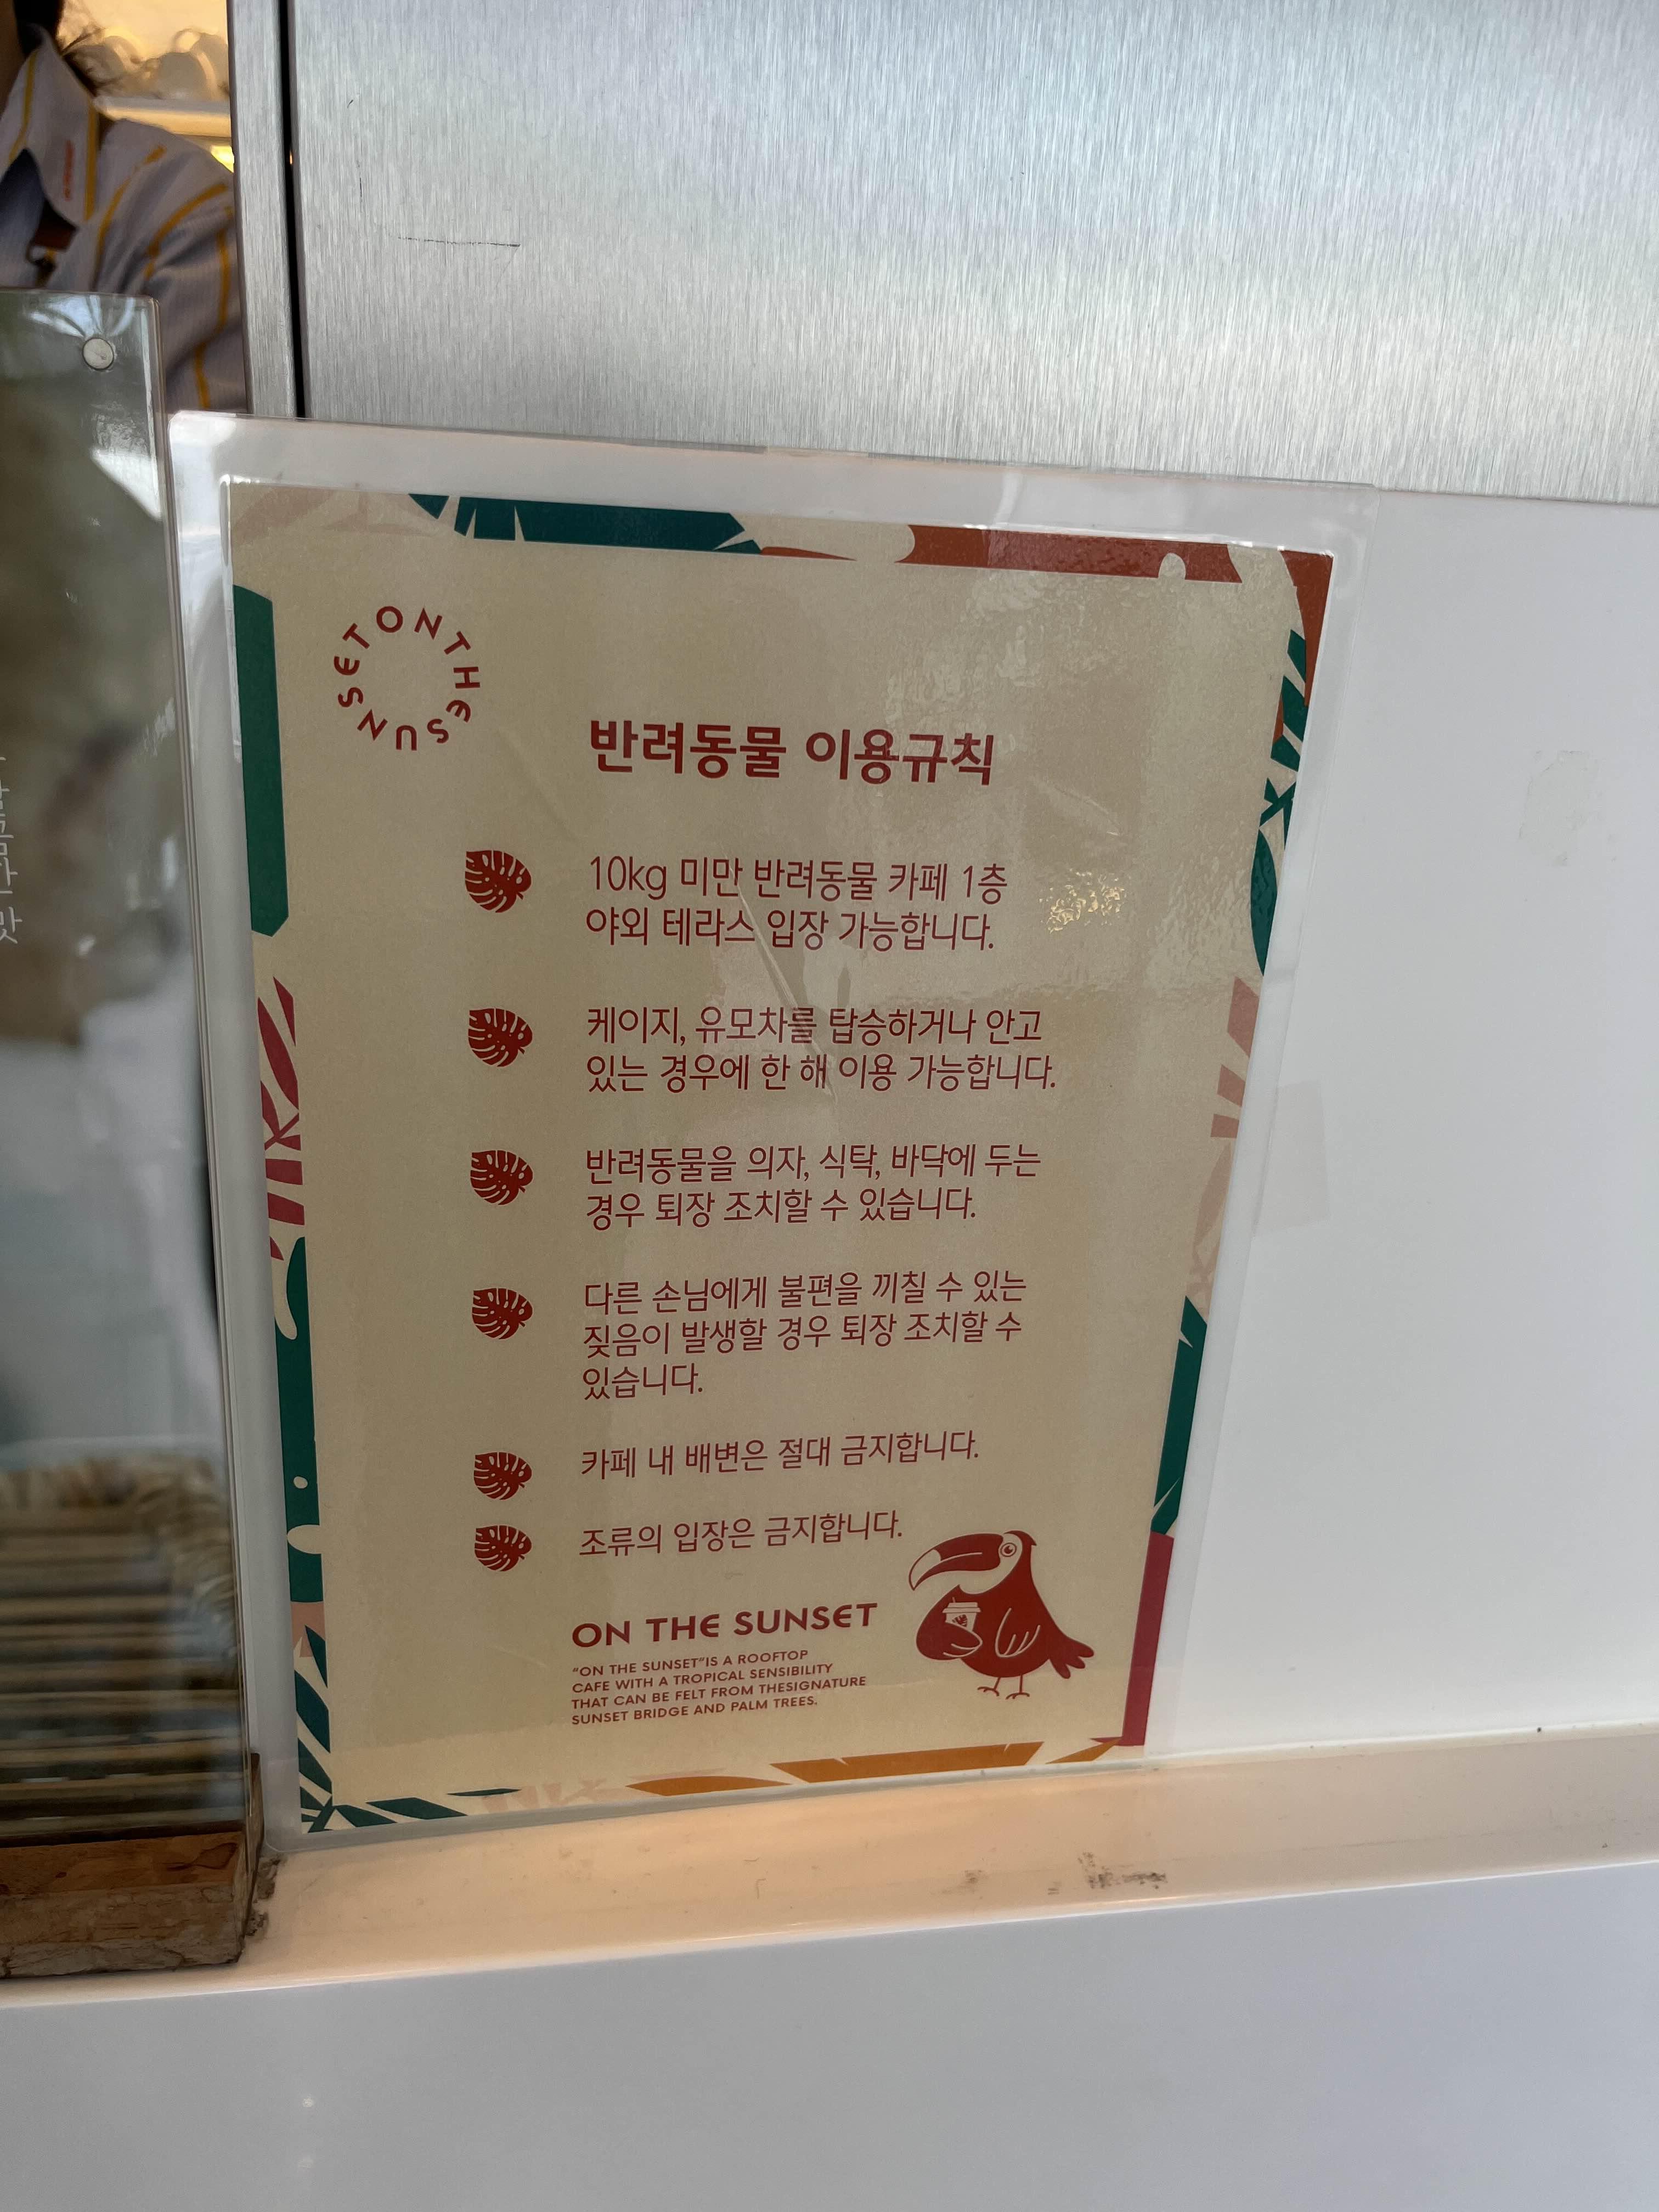 ON THE SUNSET
반려동물 이용규칙
10kg 미만 반려동물 카페 1층
야외 테라스 입장 가능합니다.
케이지, 유모차를 탑승하거나 안고
있는 경우에 한 해 이용 가능합니다.
반려동물을 의자, 식탁, 바닥에 두는
경우 퇴장 조치할 수 있습니다.
다른 손님에게 불편을 끼칠 수 있는
짖음이 발생할 경우 퇴장 조치할 수
있습니다.
카페 내 배변은 절대 금지합니다.
조류의 입장은 금지합니다.
ON THE SUNSET
"ON THE SUNSET"IS A ROOFTOP
CAFE WITH A TROPICAL SENSIBILITY
THAT CAN BE FELT FROM THESIGNATURE
SUNSET BRIDGE AND PALM TREES.